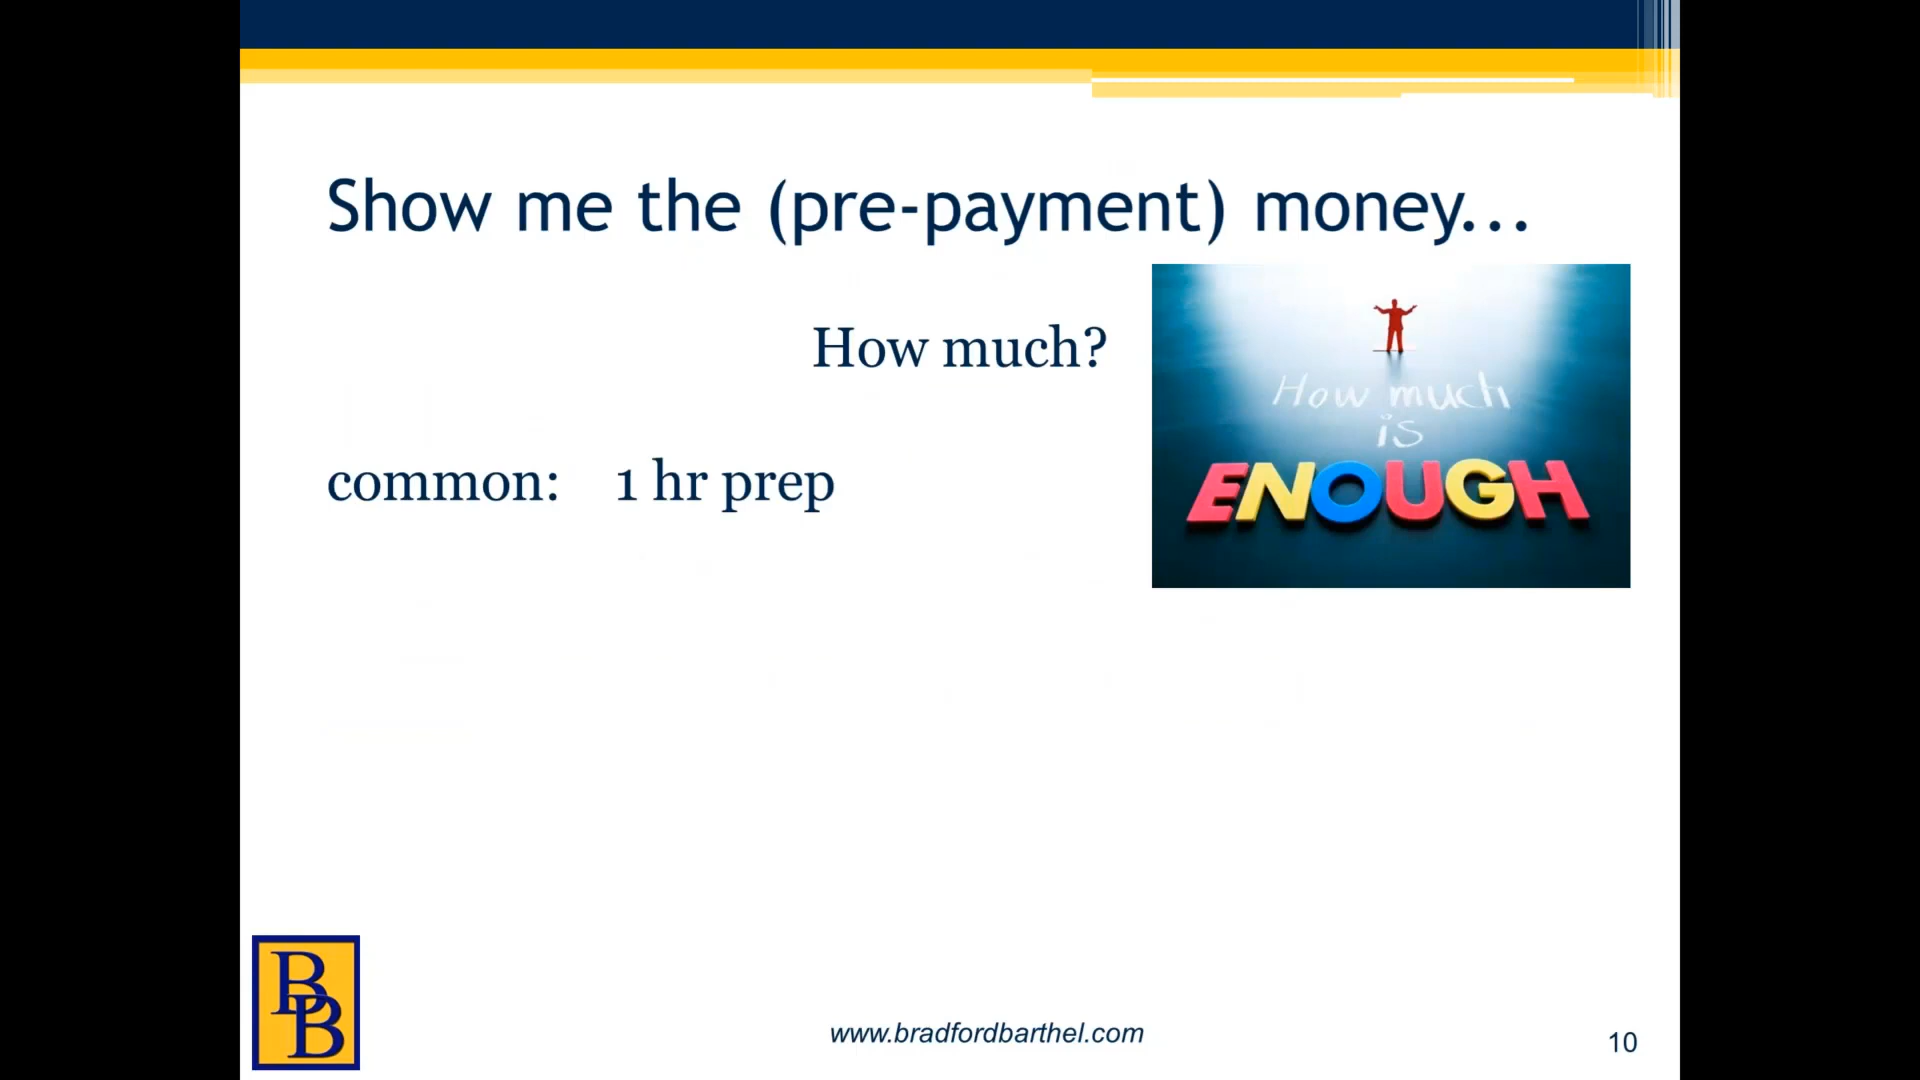 Show me the (pre-payment) money...
How much?
How much
is
ENOUGH
common: 1 hr prep
BB
www.bradfordbarthel.com
10